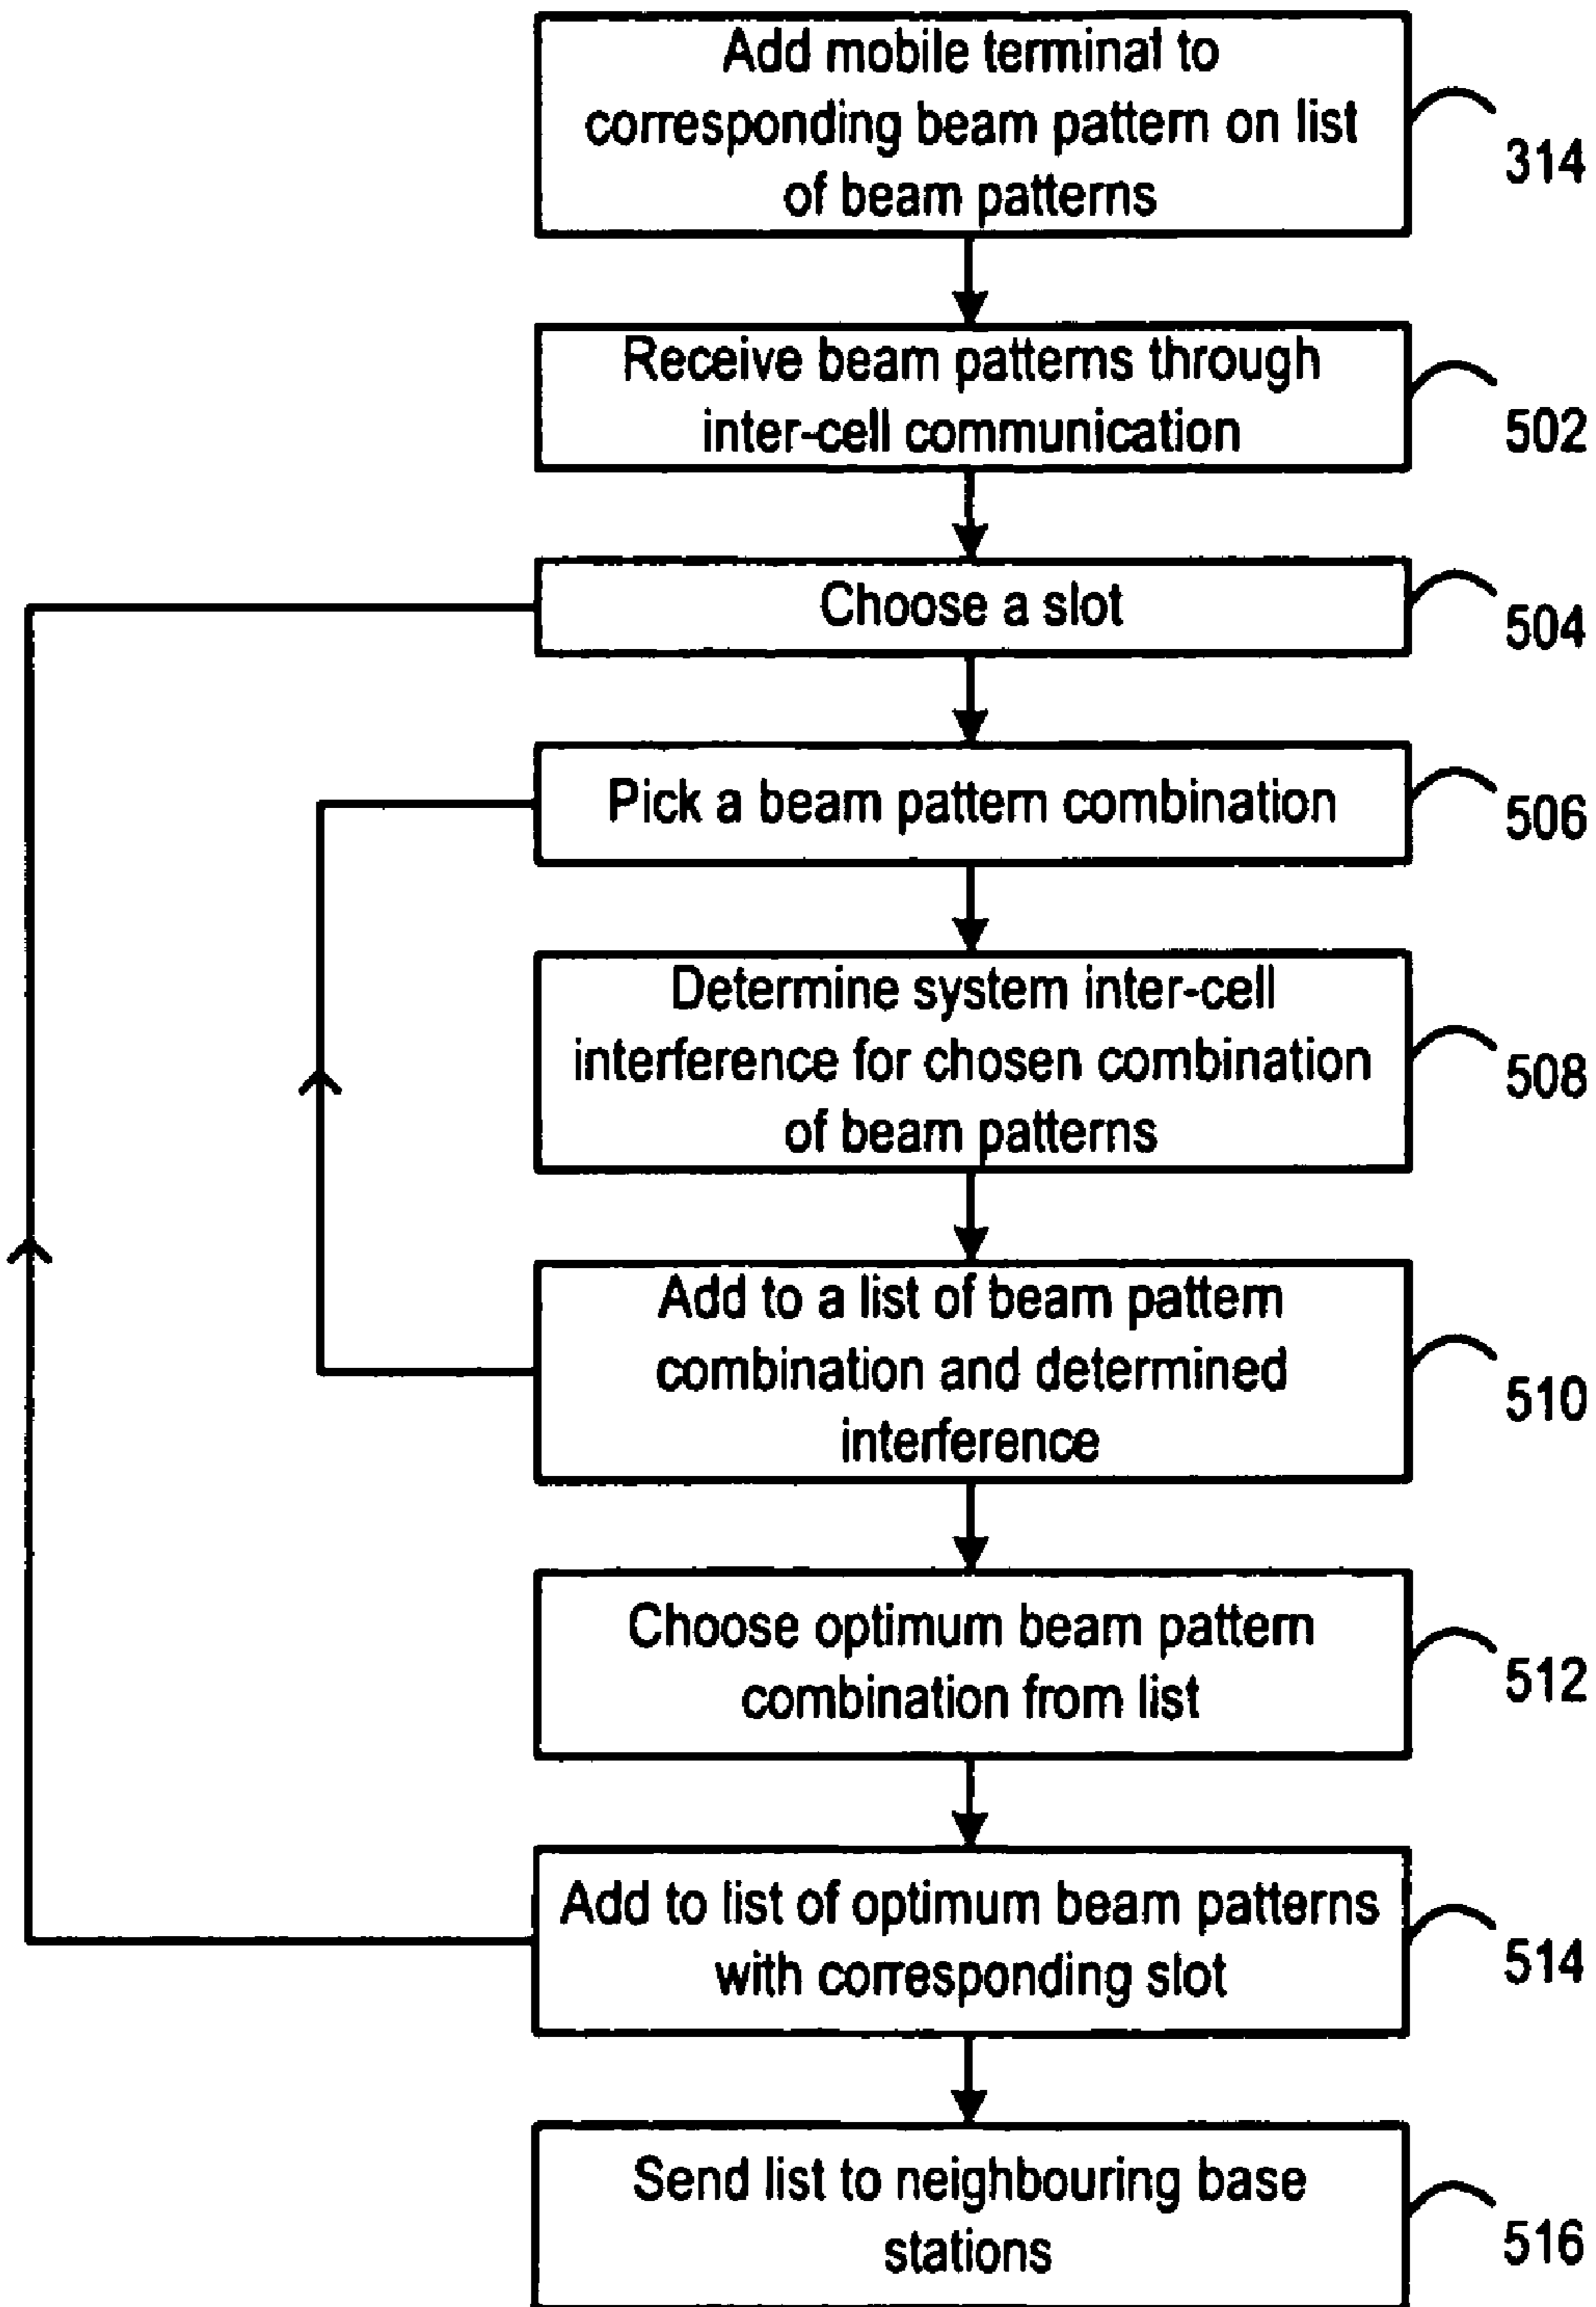 Add mobile terminal to
corresponding beam pattern on list
of beam patterns
314
Receive beam patterns through
inter-cell communication
502
Choose a slot
504
Pick a beam pattern combination
506
Determine system inter-cell
interference for chosen combination
of beam patterns
508
Add to a list of beam pattern
combination and determined
interference
510
Choose optimum beam pattern
combination from list
512
Add to list of optimum beam patterns
with corresponding slot
514
Send list to neighbouring base
stations
516